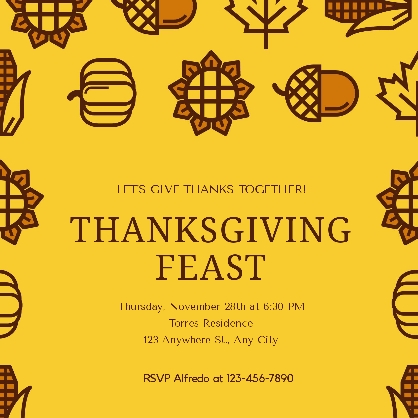 LET'S GIVE THANKS TOGETHER!
THANKSGIVING
FEAST
Thursday, November 28th at 6:30 PM
Torres Residence
123 Anywhere St., Any City
RSVP Alfredo at 123-456-7890